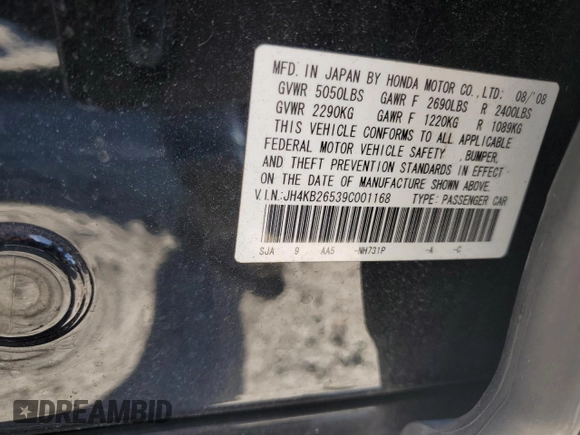 MFD. IN JAPAN BY HONDA MOTOR CO., LTD. 08/'08
GVWR 5050LBS GAWR F 2690LBS R 2400LBS
GVWR 2290KG GAWR F 1220KG R 1089KG
THIS VEHICLE CONFORMS TO ALL APPLICABLE
FEDERAL MOTOR VEHICLE SAFETY ,BUMPER,
AND THEFT PREVENTION STANDARDS IN EFFECT
ON THE DATE OF MANUFACTURE SHOWN ABOVE.
V.I.N.:JH4KB26539C001168 TYPE: PASSENGER CAR
SJA 9 AA5 -NH731P -A -C
DREAMBID